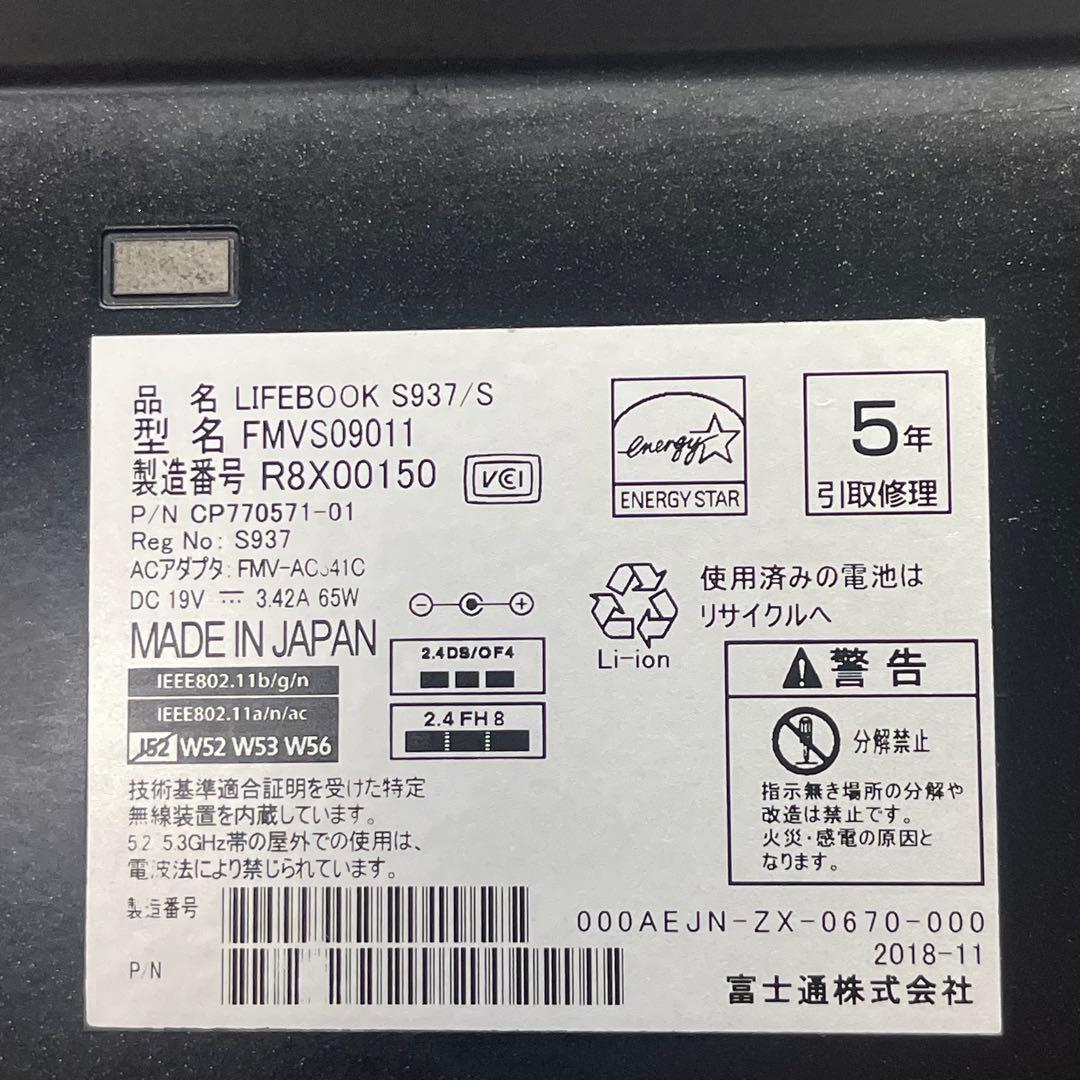 品 名 LIFEBOOK S937/S
型 名 FMVS09011
製造番号 R8X00150
VCI
P/N CP770571-01
Reg No: S937
ACアダプタ: FMV-AC341C
DC 19V 3.42A 65W
MADE IN JAPAN
IEEE802.11b/g/n
IEEE802.11a/n/ac
J52 W52 W53 W56
2.4DS/OF4
2.4FH8
技術基準適合証明を受けた特定
無線装置を内蔵しています。
5.2 5.3GHz帯の屋外での使用は、
電波法により禁じられています。
製造番号
P/N
energy
ENERGY STAR
5年
引取修理
使用済みの電池は
リサイクルへ
Li-ion
警告
分解禁止
指示無き場所の分解や
改造は禁止です。
火災・感電の原因と
なります。
000AEJN-ZX-0670-000
2018-11
富士通株式会社